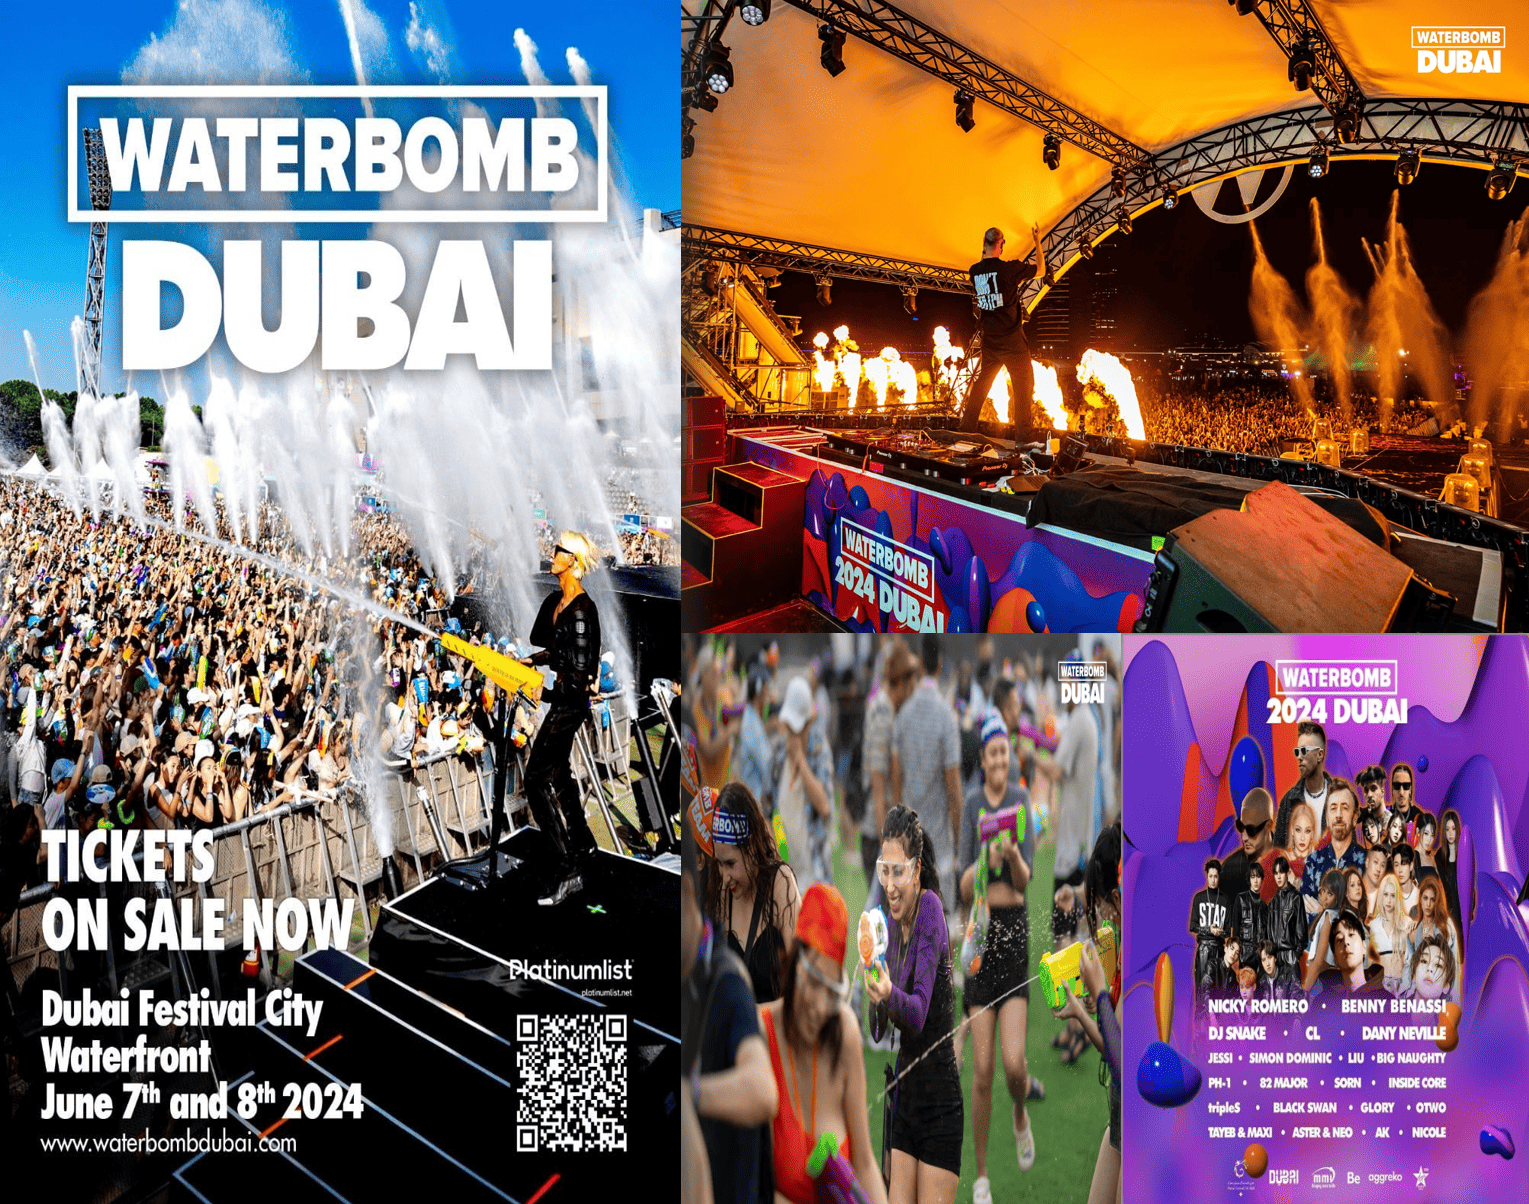 WATERBOMB
DUBAI
TICKETS
ON SALE NOW
Dubai Festival City
Waterfront
June 7th and 8th 2024
www.waterbombdubai.com
Platinumlist
platinumlist.net
WATERBOMB
DUBAI
DON'T
WATERBOMB
2024 DUBAI
WATERBOMB
DUBAI
WATERBOMB
2024 DUBAI
NICKY ROMERO • BENNY BENASSI
DJ SNAKE • CL • DANY NEVILLE
JESSI • SIMON DOMINIC • LIU • BIG NAUGHTY
PH-1 • 82 MAJOR • SORN • INSIDE CORE
tripleS • BLACK SWAN • GLORY • OTWO
TAYEB & MAXI • ASTER & NEO • AK • NICOLE
DUBAI
mmi
Be
aggreko